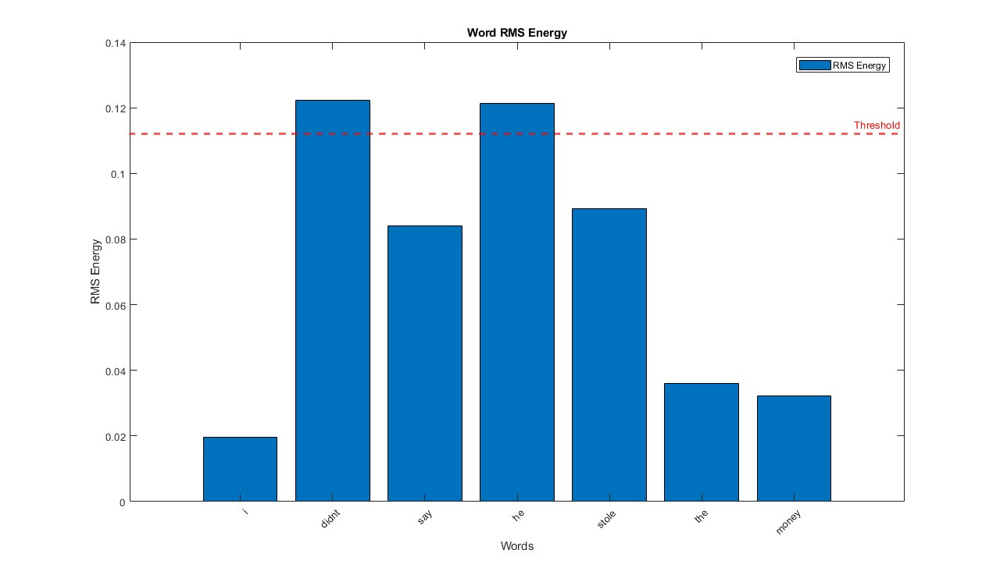 Word RMS Energy
RMS Energy
Threshold
0.14
0.12
0.1
0.08
0.06
0.04
0.02
0
RMS Energy
i
didnt
say
he
stole
the
money
Words